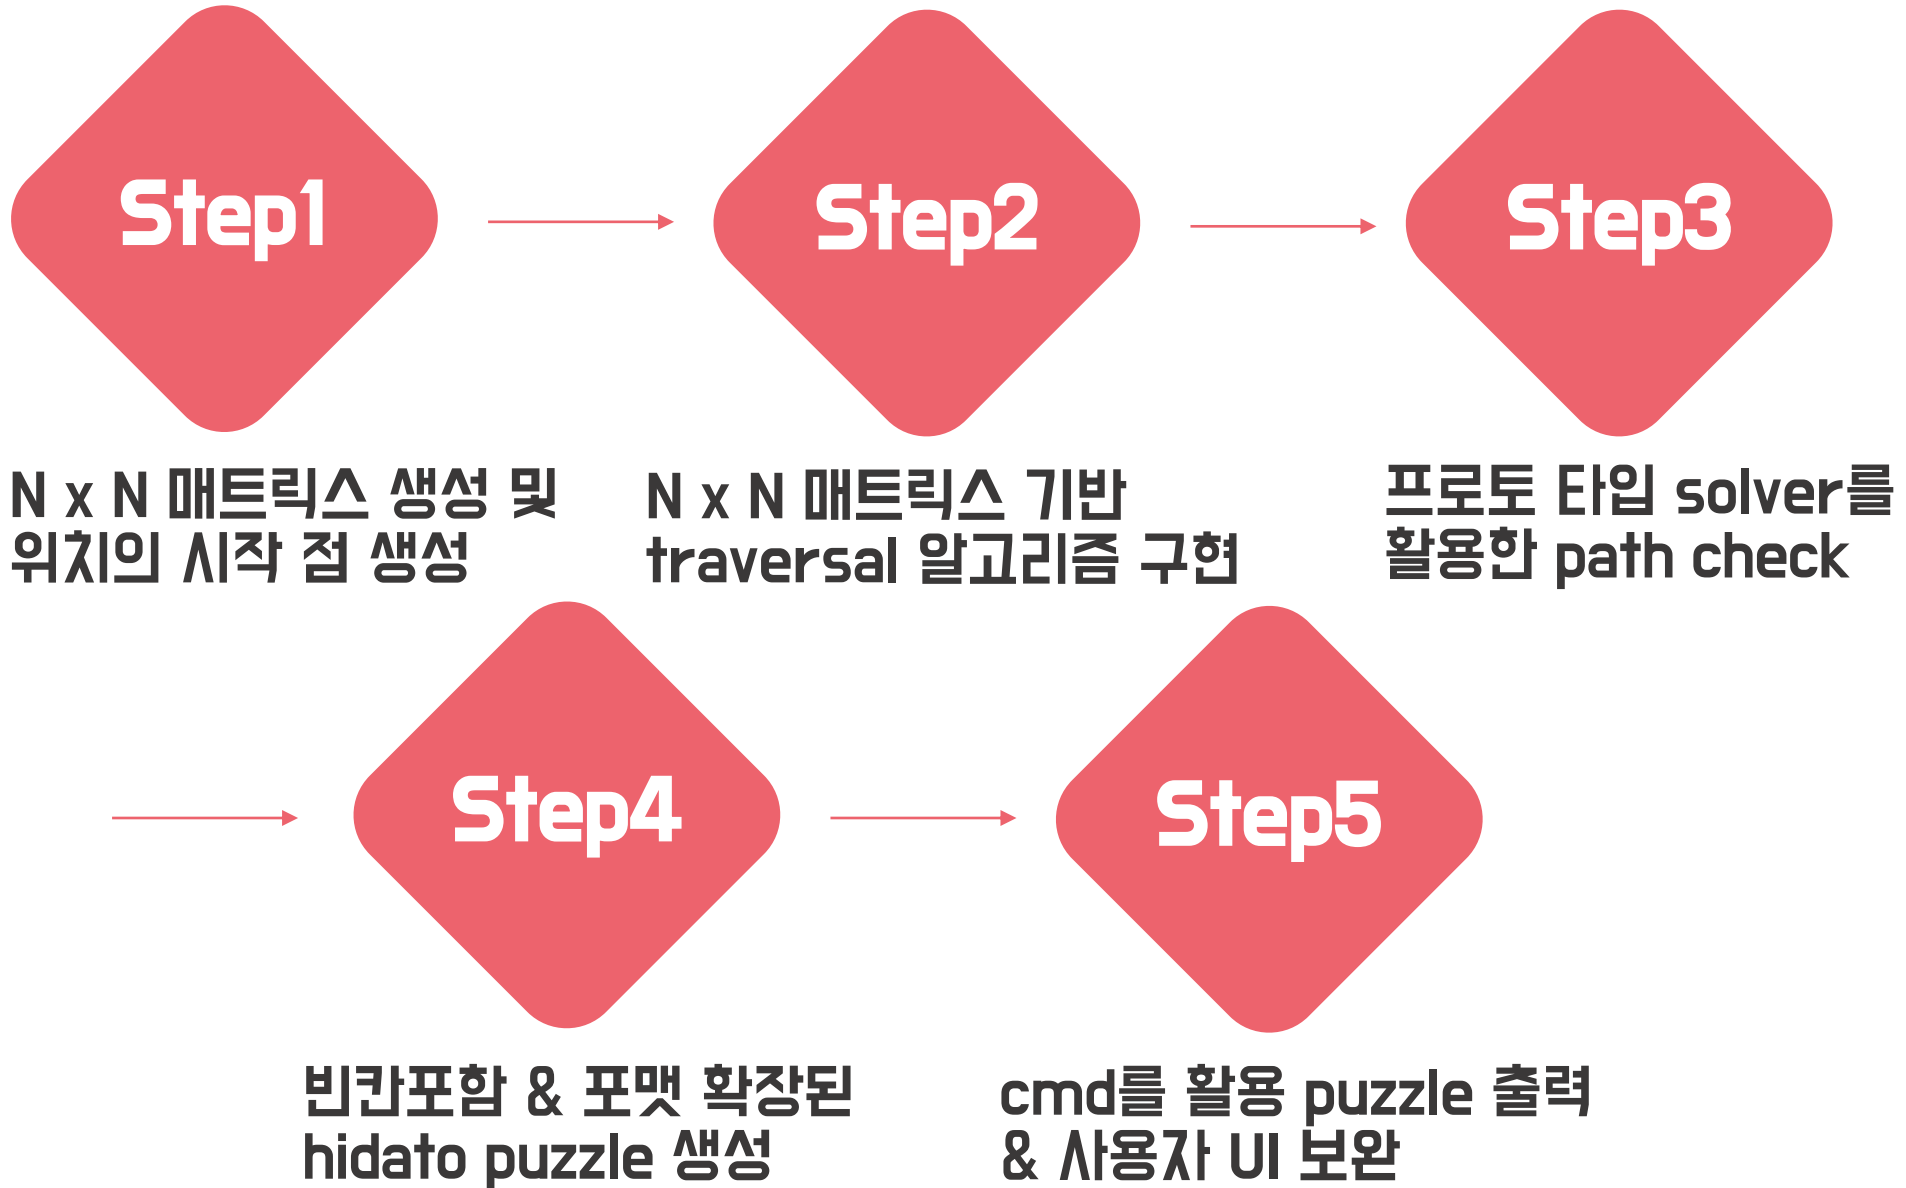 Step1
Step2
Step3
N x N 매트릭스 생성 및
위치의 시작 점 생성
N x N 매트릭스 기반
traversal 알고리즘 구현
프로토 타입 solver를
활용한 path check
Step4
Step5
빈칸포함 & 포맷 확장된
hidato puzzle 생성
cmd를 활용 puzzle 출력
& 사용자 UI 보완